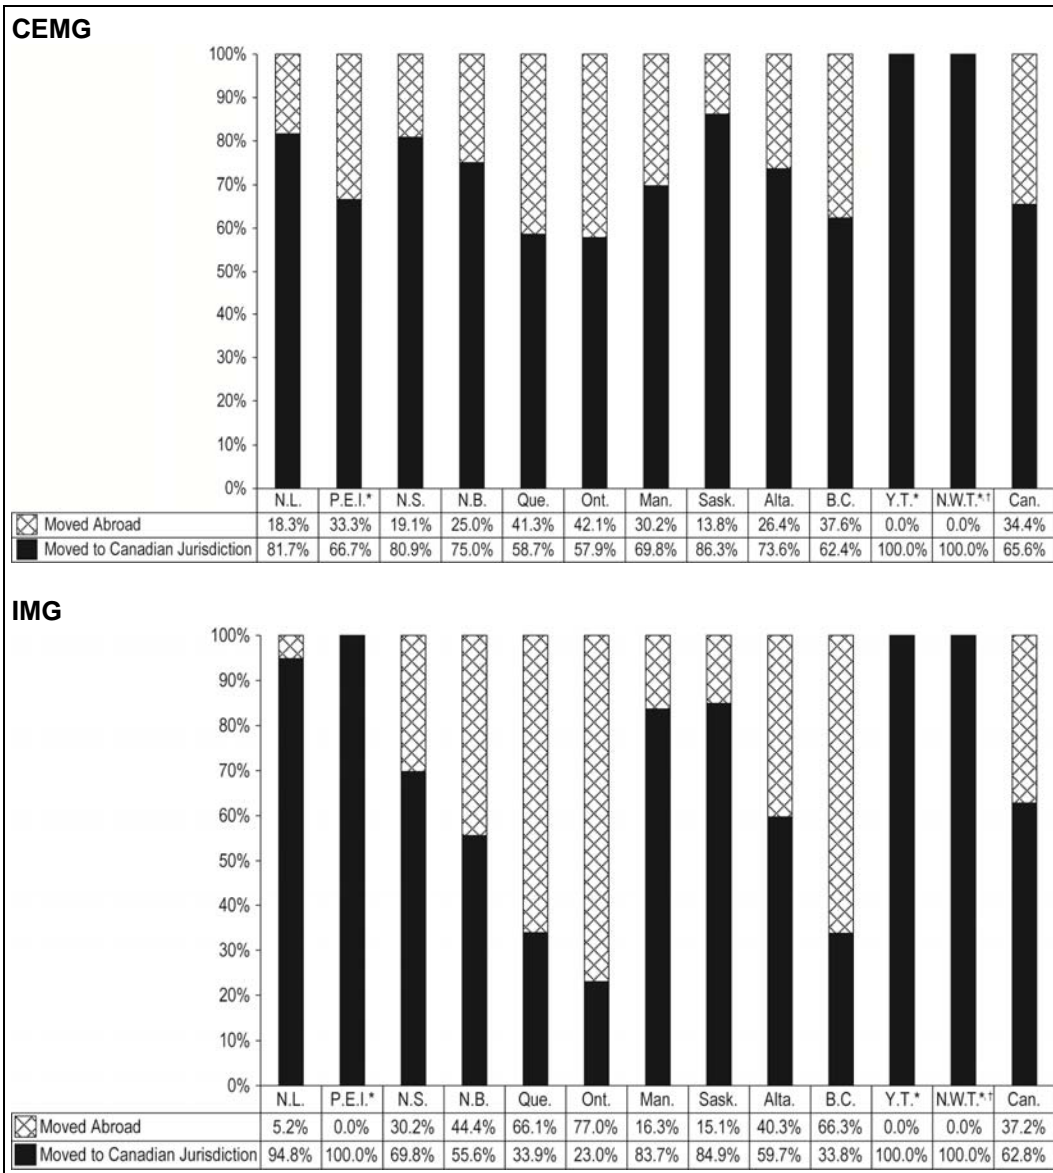 CEMG
100%
90%
80%
70%
60%
50%
40%
30%
20%
10%
0%
N.L. P.E.I.* N.S. N.B. Que. Ont. Man. Sask. Alta. B.C. Y.T.* N.W.T.*,† Can.
Moved Abroad 18.3% 33.3% 19.1% 25.0% 41.3% 42.1% 30.2% 13.8% 26.4% 37.6% 0.0% 0.0% 34.4%
Moved to Canadian Jurisdiction 81.7% 66.7% 80.9% 75.0% 58.7% 57.9% 69.8% 86.3% 73.6% 62.4% 100.0% 100.0% 65.6%
IMG
100%
90%
80%
70%
60%
50%
40%
30%
20%
10%
0%
N.L. P.E.I.* N.S. N.B. Que. Ont. Man. Sask. Alta. B.C. Y.T.* N.W.T.*,† Can.
Moved Abroad 5.2% 0.0% 30.2% 44.4% 66.1% 77.0% 16.3% 15.1% 40.3% 66.3% 0.0% 0.0% 37.2%
Moved to Canadian Jurisdiction 94.8% 100.0% 69.8% 55.6% 33.9% 23.0% 83.7% 84.9% 59.7% 33.8% 100.0% 100.0% 62.8%